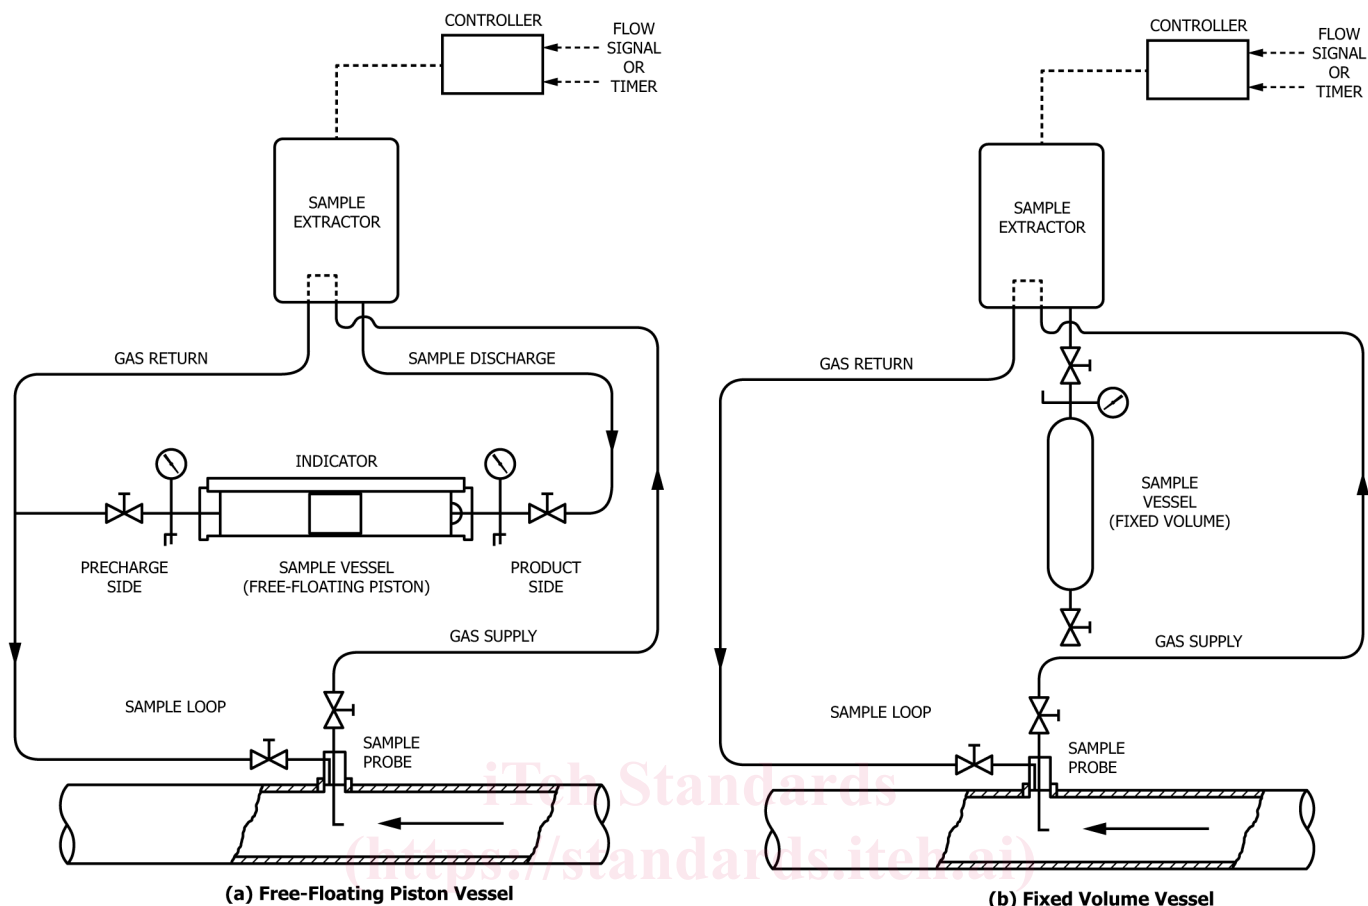 CONTROLLER
FLOW
SIGNAL
OR
TIMER
SAMPLE
EXTRACTOR
GAS RETURN
SAMPLE DISCHARGE
INDICATOR
PRECHARGE
SIDE
SAMPLE VESSEL
(FREE-FLOATING PISTON)
PRODUCT
SIDE
GAS SUPPLY
SAMPLE LOOP
SAMPLE
PROBE
(a) Free-Floating Piston Vessel
CONTROLLER
FLOW
SIGNAL
OR
TIMER
SAMPLE
EXTRACTOR
GAS RETURN
SAMPLE
VESSEL
(FIXED VOLUME)
GAS SUPPLY
SAMPLE LOOP
SAMPLE
PROBE
(b) Fixed Volume Vessel
iTeh Standards
(https://standards.iteh.ai)